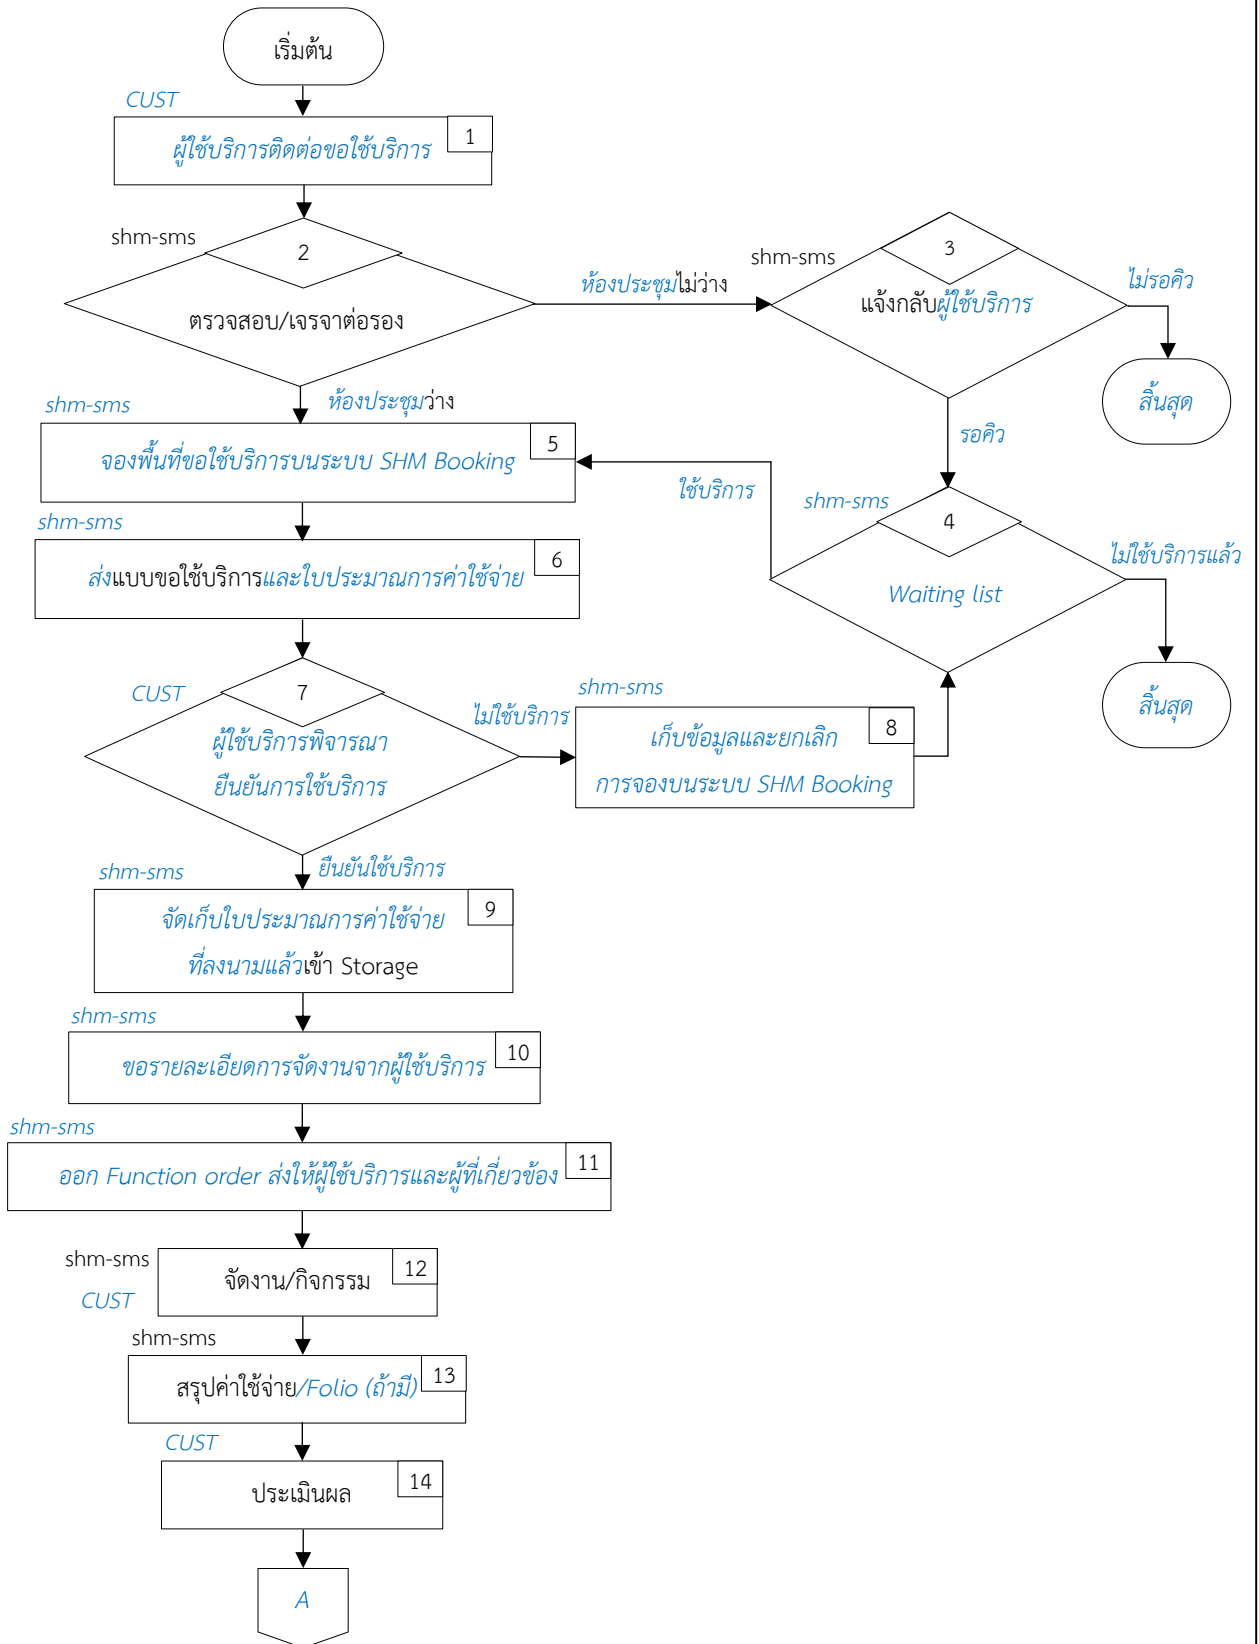 เริ่มต้น
CUST
1
ผู้ใช้บริการติดต่อขอใช้บริการ
shm-sms
2
ตรวจสอบ/เจรจาต่อรอง
ห้องประชุมไม่ว่าง
shm-sms
3
แจ้งกลับผู้ใช้บริการ
ไม่รอคิว
สิ้นสุด
ห้องประชุมว่าง
รอคิว
shm-sms
5
จองพื้นที่ขอใช้บริการบนระบบ SHM Booking
ใช้บริการ
shm-sms
4
Waiting list
ไม่ใช้บริการแล้ว
สิ้นสุด
shm-sms
6
ส่งแบบขอใช้บริการและใบประมาณการค่าใช้จ่าย
CUST
7
ผู้ใช้บริการพิจารณา
ยืนยันการใช้บริการ
ไม่ใช้บริการ
shm-sms
8
เก็บข้อมูลและยกเลิก
การจองบนระบบ SHM Booking
ยืนยันใช้บริการ
shm-sms
9
จัดเก็บใบประมาณการค่าใช้จ่าย
ที่ลงนามแล้วเข้า Storage
shm-sms
10
ขอรายละเอียดการจัดงานจากผู้ใช้บริการ
shm-sms
11
ออก Function order ส่งให้ผู้ใช้บริการและผู้ที่เกี่ยวข้อง
shm-sms
CUST
12
จัดงาน/กิจกรรม
shm-sms
13
สรุปค่าใช้จ่าย/Folio (ถ้ามี)
CUST
14
ประเมินผล
A